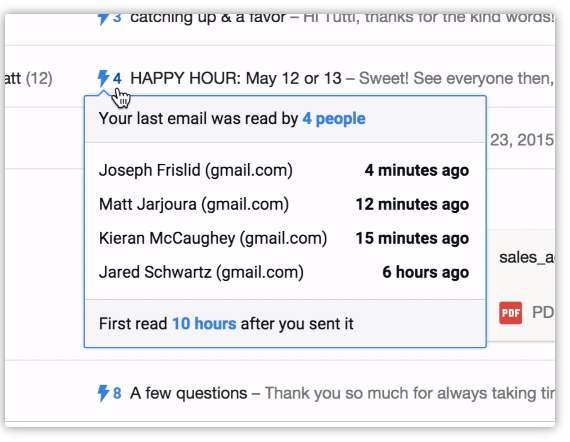 3 catching up & a favor – Hi Tutti, thanks for the kind words!
att (12) 4 HAPPY HOUR: May 12 or 13 – Sweet! See everyone then,
Your last email was read by 4 people
23, 2015
Joseph Frislid (gmail.com) 4 minutes ago
Matt Jarjoura (gmail.com) 12 minutes ago
Kieran McCaughey (gmail.com) 15 minutes ago
sales_a
Jared Schwartz (gmail.com) 6 hours ago
PDF PD
First read 10 hours after you sent it
8 A few questions – Thank you so much for always taking